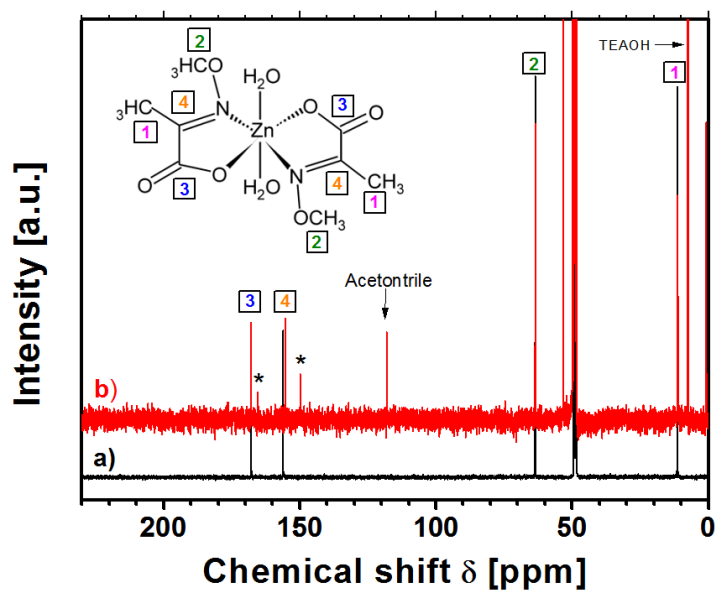 2
TEAOH
₃HCO
H₂O
2
1
4
O
3
O
₃HC
N
1
Zn
O
O
N
4
3
H₂O
CH₃
1
OCH₃
2
Acetontrile
3
4
*
*
b)
a)
200
150
100
50
0
Intensity [a.u.]
Chemical shift δ [ppm]